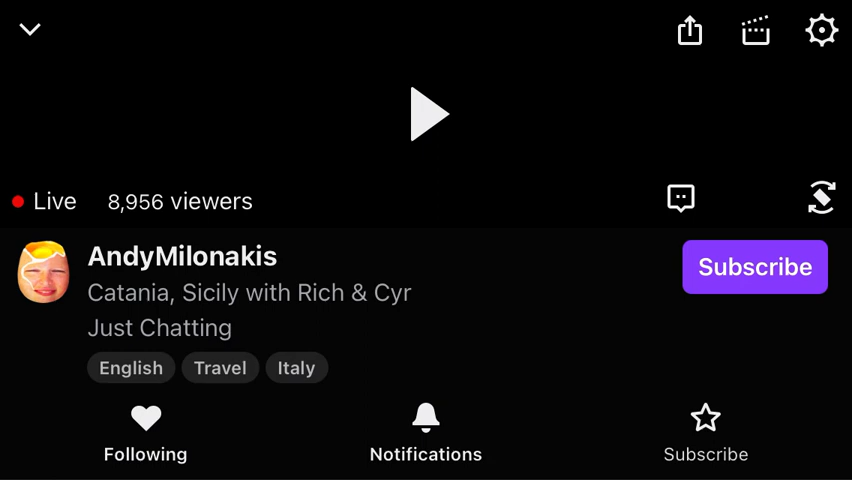 Live 8,956 viewers
AndyMilonakis
Subscribe
Catania, Sicily with Rich & Cyr
Just Chatting
English Travel Italy
Following Notifications Subscribe